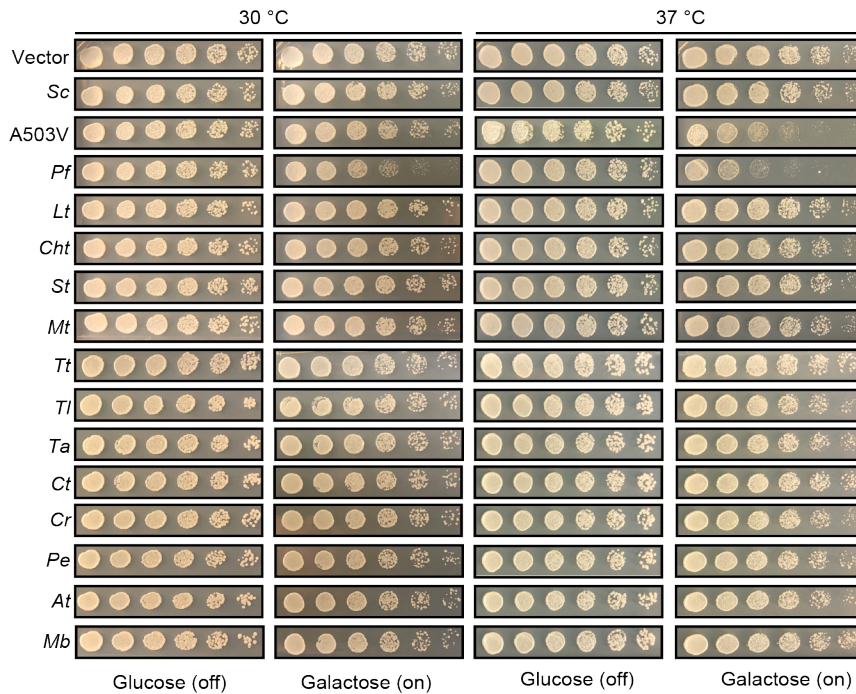 30 °C 37 °C
Vector
Sc
A503V
Pf
Lt
Cht
St
Mt
Tt
Tl
Ta
Ct
Cr
Pe
At
Mb
Glucose (off) Galactose (on) Glucose (off) Galactose (on)